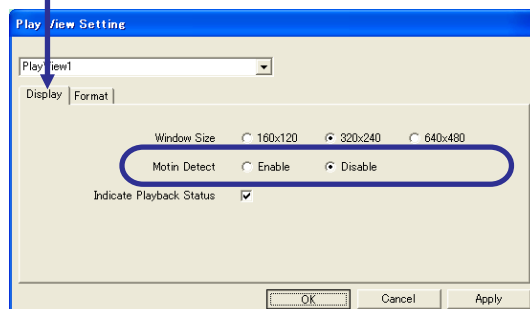 Play View Setting
PlayView1
Display Format
Window Size 160x120 320x240 640x480
Motin Detect Enable Disable
Indicate Playback Status
OK Cancel Apply